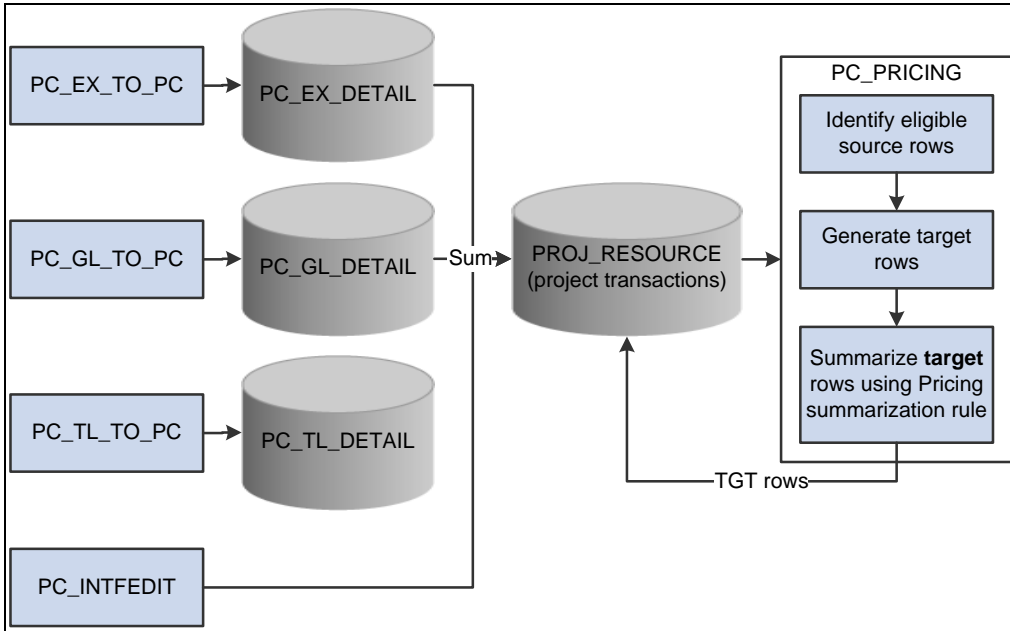 PC_EX_TO_PC
PC_EX_DETAIL
PC_GL_TO_PC
PC_GL_DETAIL
PC_TL_TO_PC
PC_TL_DETAIL
PC_INTFEDIT
Sum
PROJ_RESOURCE
(project transactions)
PC_PRICING
Identify eligible
source rows
Generate target
rows
Summarize target
rows using Pricing
summarization rule
TGT rows